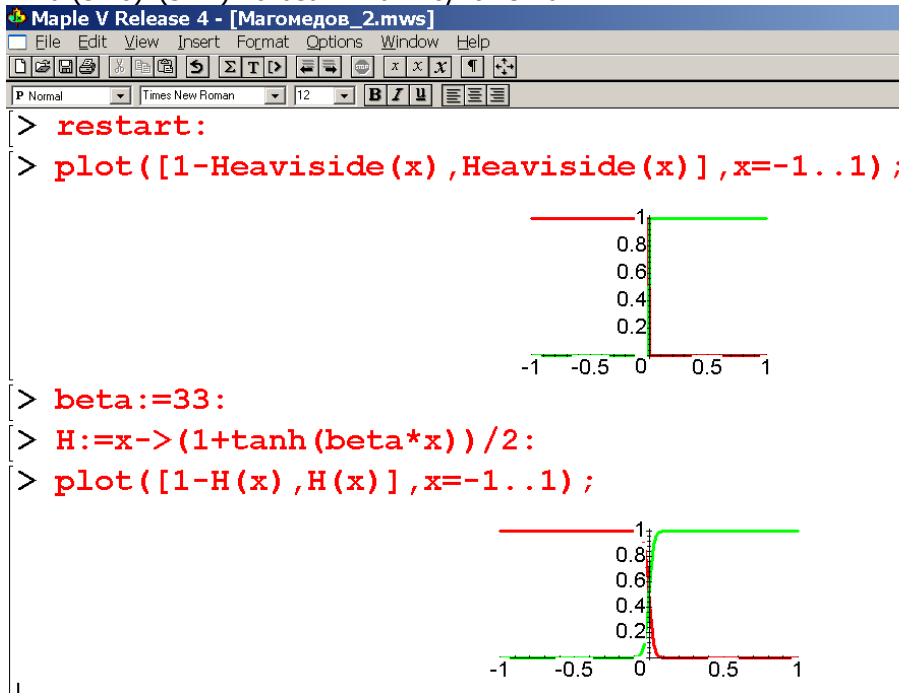 Maple V Release 4 - [Магомедов_2.mws]
File Edit View Insert Format Options Window Help
Σ T x x x ¶
P Normal Times New Roman 12 B I U
> restart:
> plot([1-Heaviside(x),Heaviside(x)],x=-1..1);
1
0.8
0.6
0.4
0.2
-1 -0.5 0 0.5 1
> beta:=33:
> H:=x->(1+tanh(beta*x))/2:
> plot([1-H(x),H(x)],x=-1..1);
1
0.8
0.6
0.4
0.2
-1 -0.5 0 0.5 1